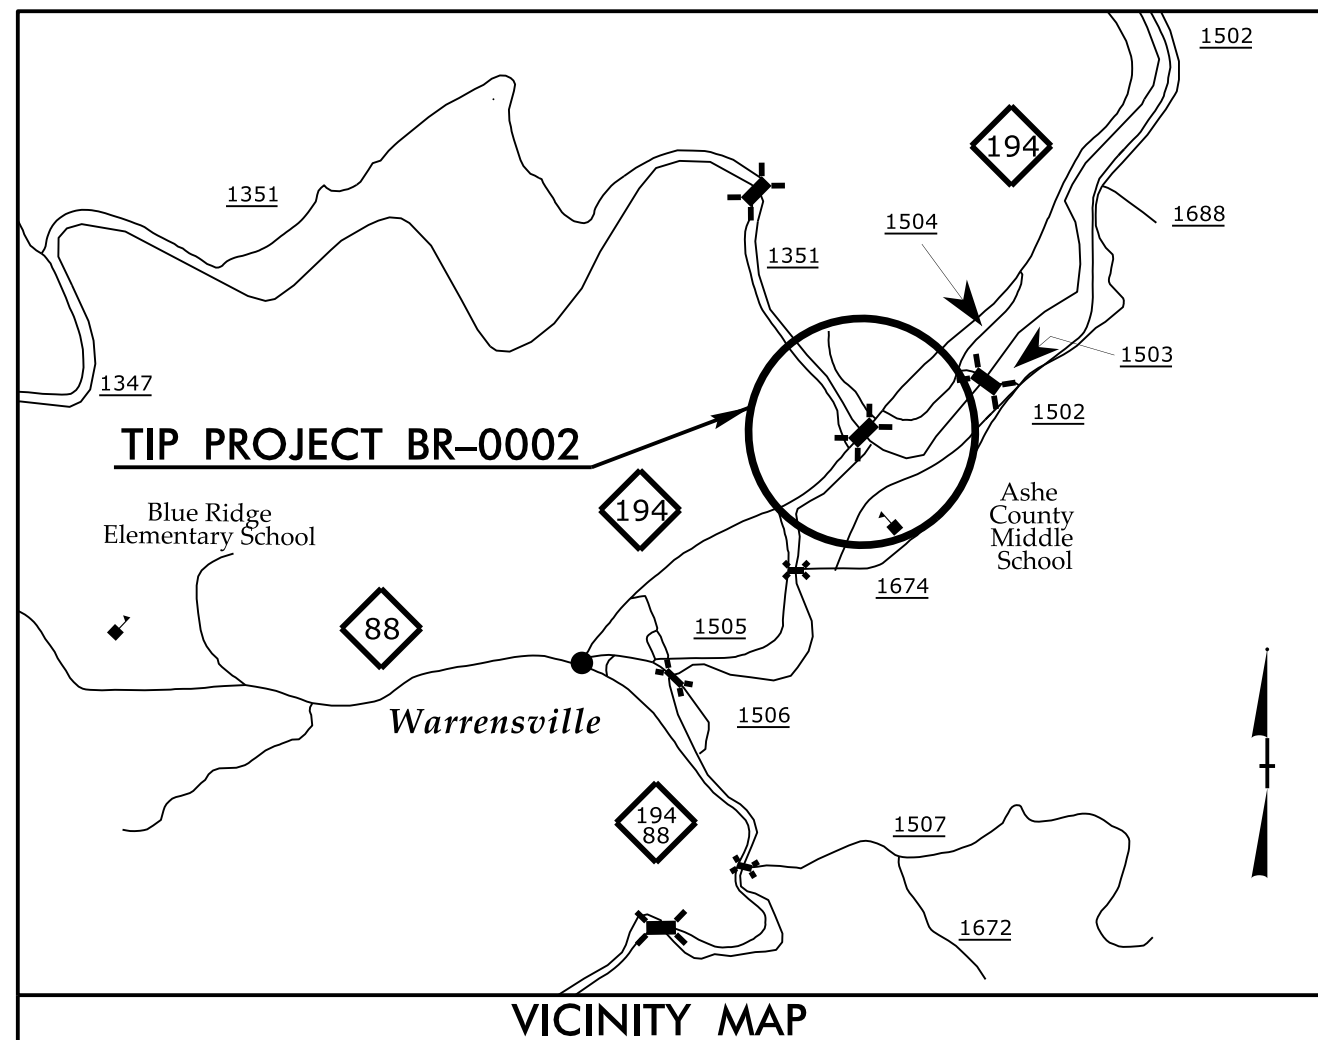 1502
194
1351
1688
1504
1351
1503
1347
1502
TIP PROJECT BR–0002
194
Ashe
County
Middle
School
Blue Ridge
Elementary School
1674
88
1505
Warrensville
1506
194
88
1507
1672
VICINITY MAP